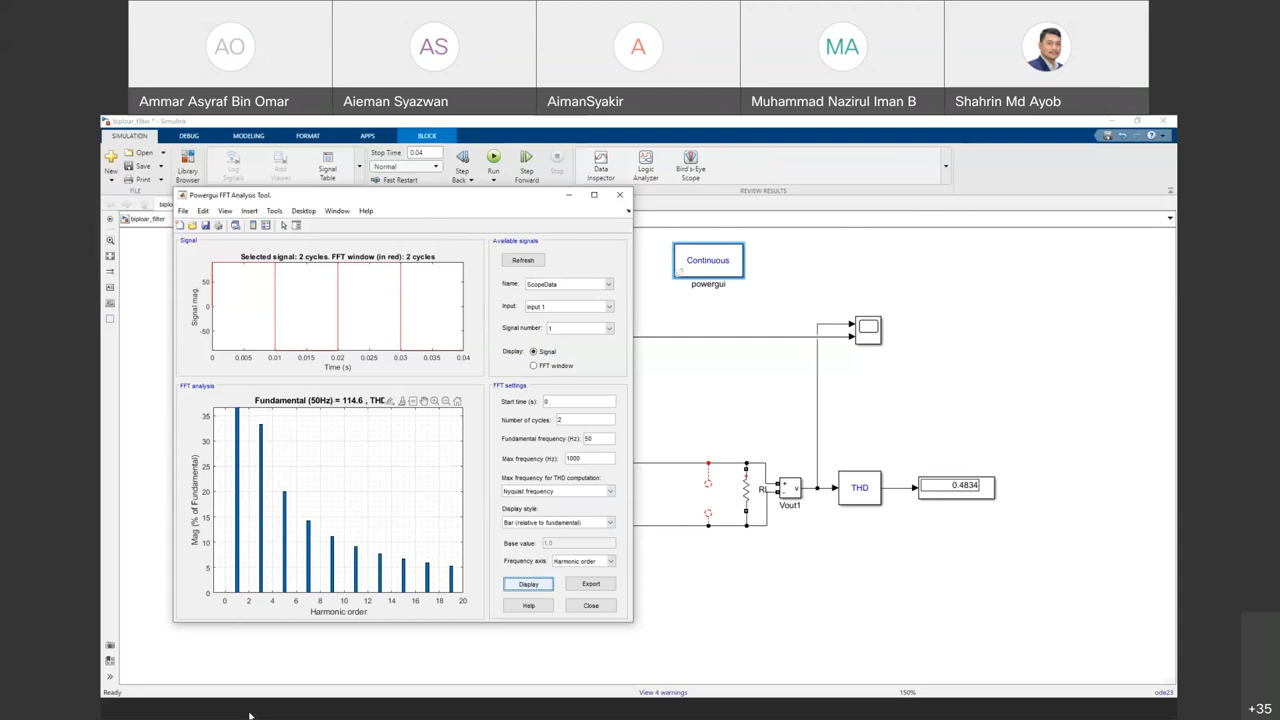 AO
AS
A
MA
Ammar Asyraf Bin Omar
Aieman Syazwan
AimanSyakir
Muhammad Nazirul Iman B
Shahrin Md Ayob
biploar_filter * - Simulink
SIMULATION
DEBUG
MODELING
FORMAT
APPS
BLOCK
New
Open
Save
Print
FILE
Library
Browser
Log
Signals
Add
Viewer
Signal
Table
Stop Time
0.04
Normal
Fast Restart
Step
Back
Run
Step
Forward
Stop
Data
Inspector
Logic
Analyzer
Bird's-Eye
Scope
REVIEW RESULTS
biplo
biploar_filter
Powergui FFT Analysis Tool.
File Edit View Insert Tools Desktop Window Help
Signal
Selected signal: 2 cycles. FFT window (in red): 2 cycles
Signal mag.
50
0
-50
0 0.005 0.01 0.015 0.02 0.025 0.03 0.035 0.04
Time (s)
FFT analysis
Fundamental (50Hz) = 114.6 , THD
Mag (% of Fundamental)
35
30
25
20
15
10
5
0
0 2 4 6 8 10 12 14 16 18 20
Harmonic order
Available signals
Refresh
Name:
ScopeData
Input:
input 1
Signal number:
1
Display:
Signal
FFT window
FFT settings
Start time (s):
0
Number of cycles:
2
Fundamental frequency (Hz):
50
Max frequency (Hz):
1000
Max frequency for THD computation:
Nyquist frequency
Display style:
Bar (relative to fundamental)
Base value:
1.0
Frequency axis:
Harmonic order
Display
Export
Help
Close
Continuous
powergui
+
v
-
Vout1
THD
0.4834
Ready
View 4 warnings
150%
ode23
+35